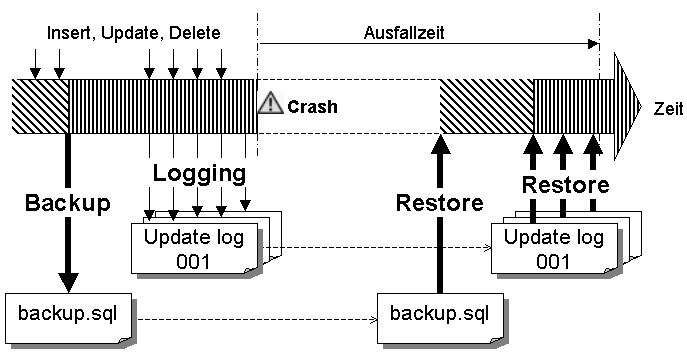 Insert, Update, Delete
Ausfallzeit
Crash
Zeit
Logging
Backup
Restore
Restore
Update log
001
Update log
001
backup.sql
backup.sql